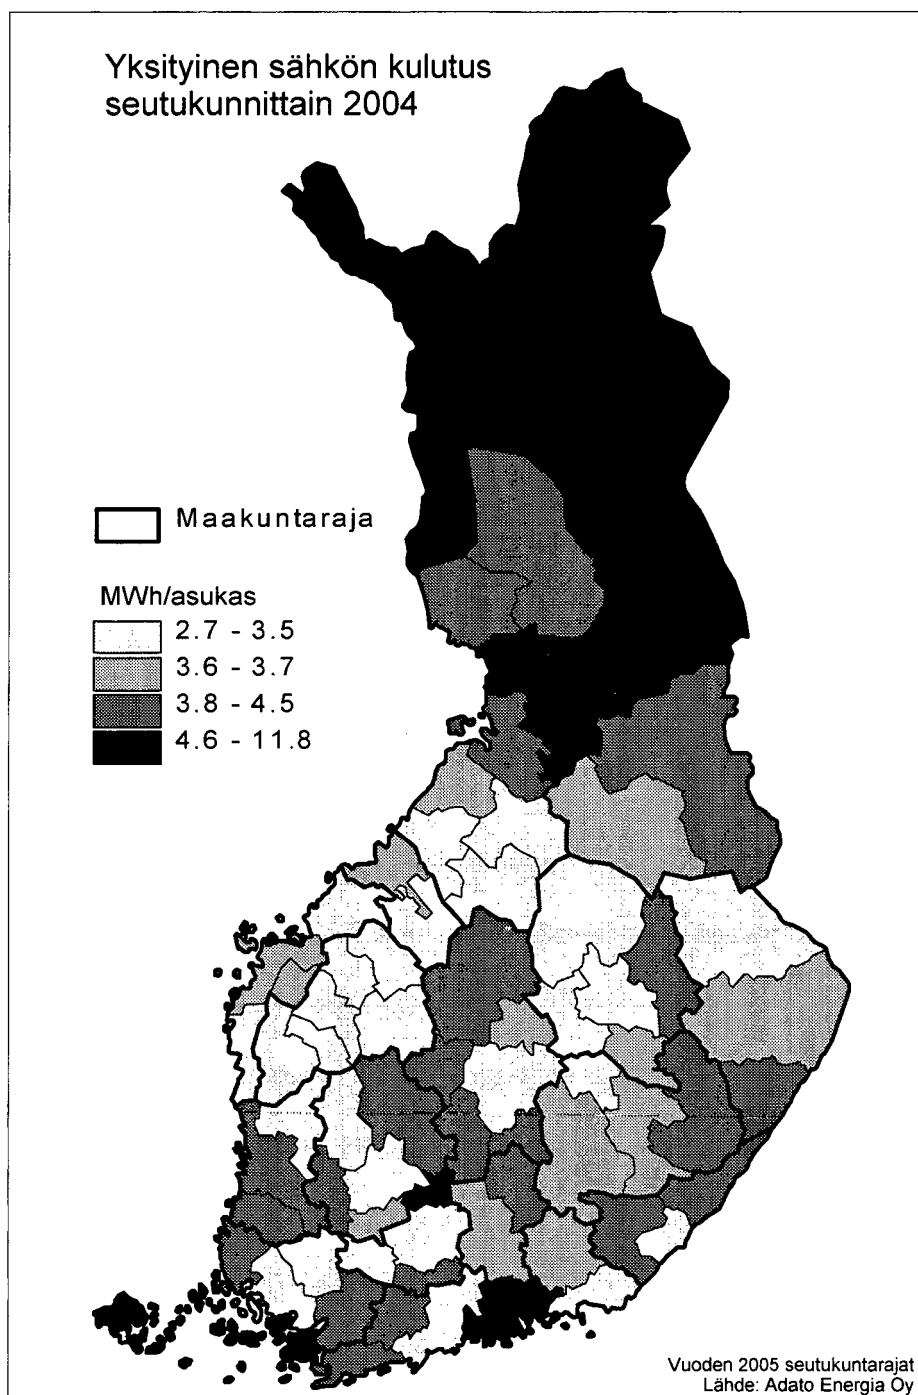 Yksityinen sähkön kulutus
seutukunnittain 2004
Maakuntaraja
MWh/asukas
2.7 - 3.5
3.6 - 3.7
3.8 - 4.5
4.6 - 11.8
Vuoden 2005 seutukuntarajat
Lähde: Adato Energia Oy